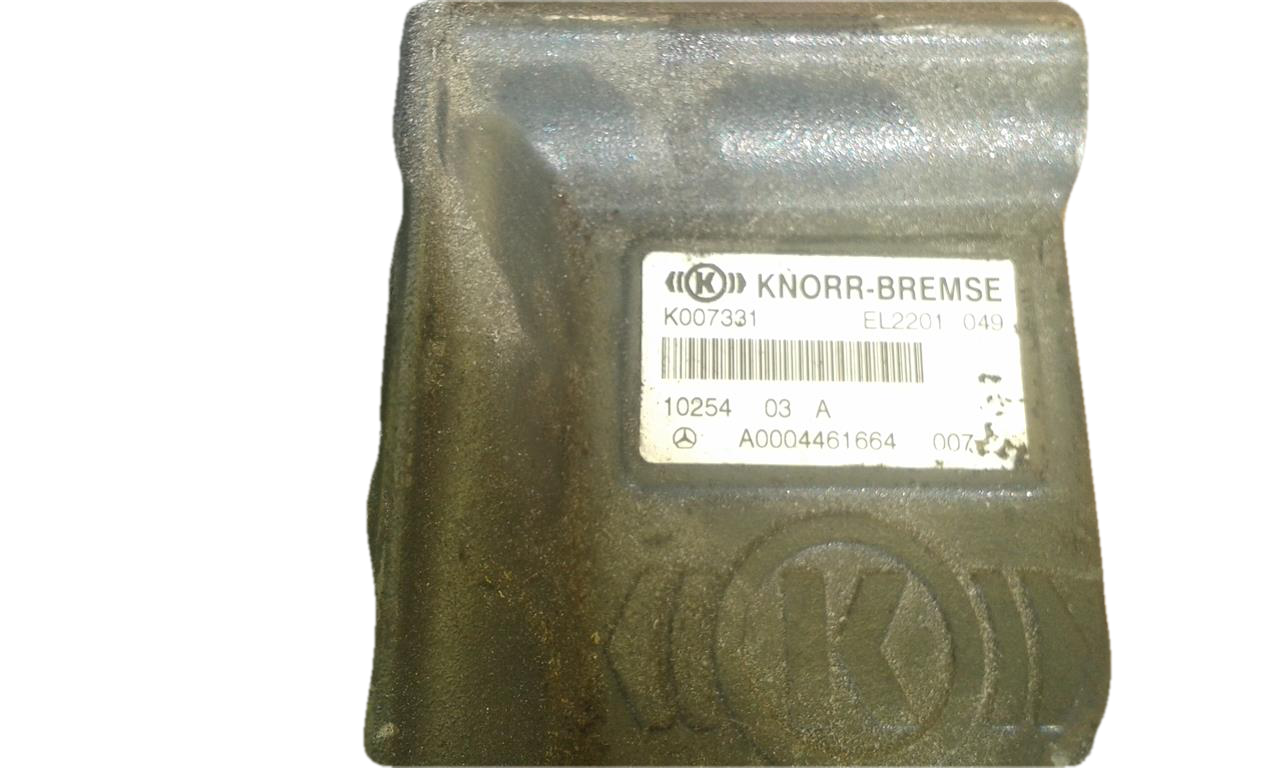 K KNORR-BREMSE
K007331 EL2201 049
10254 03 A
A0004461664 007
K